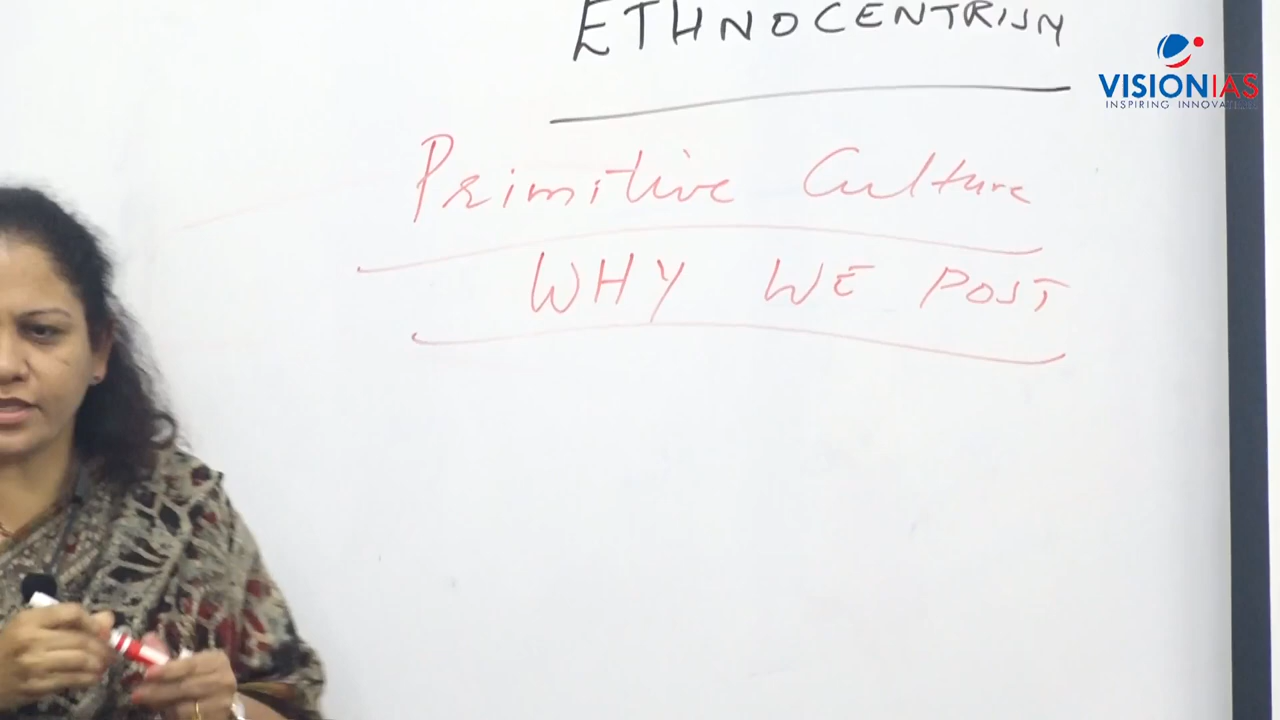 ETHNOCENTRISM
VISIONIAS
INSPIRING INNOVATION
Primitive Culture
WHY WE POST